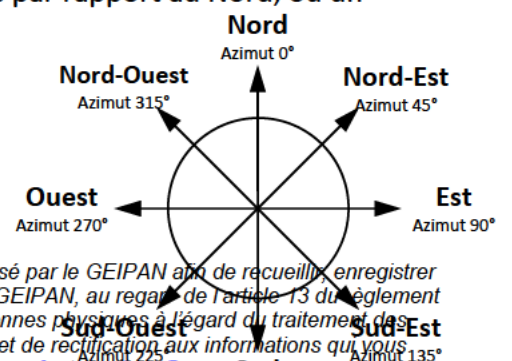 par rapport au Nord, ou un
Nord
Azimut 0°
Nord-Ouest
Azimut 315°
Nord-Est
Azimut 45°
Ouest
Azimut 270°
Est
Azimut 90°
sé par le GEIPAN afin de recueillir, enregistrer
GEIPAN, au regard de l'article 13 du règlement
nnes physiques à l'égard du traitement des
Sud-Ouest
Sud-Est
et de rectification aux informations qui vous
Azimut 225°
Azimut 135°